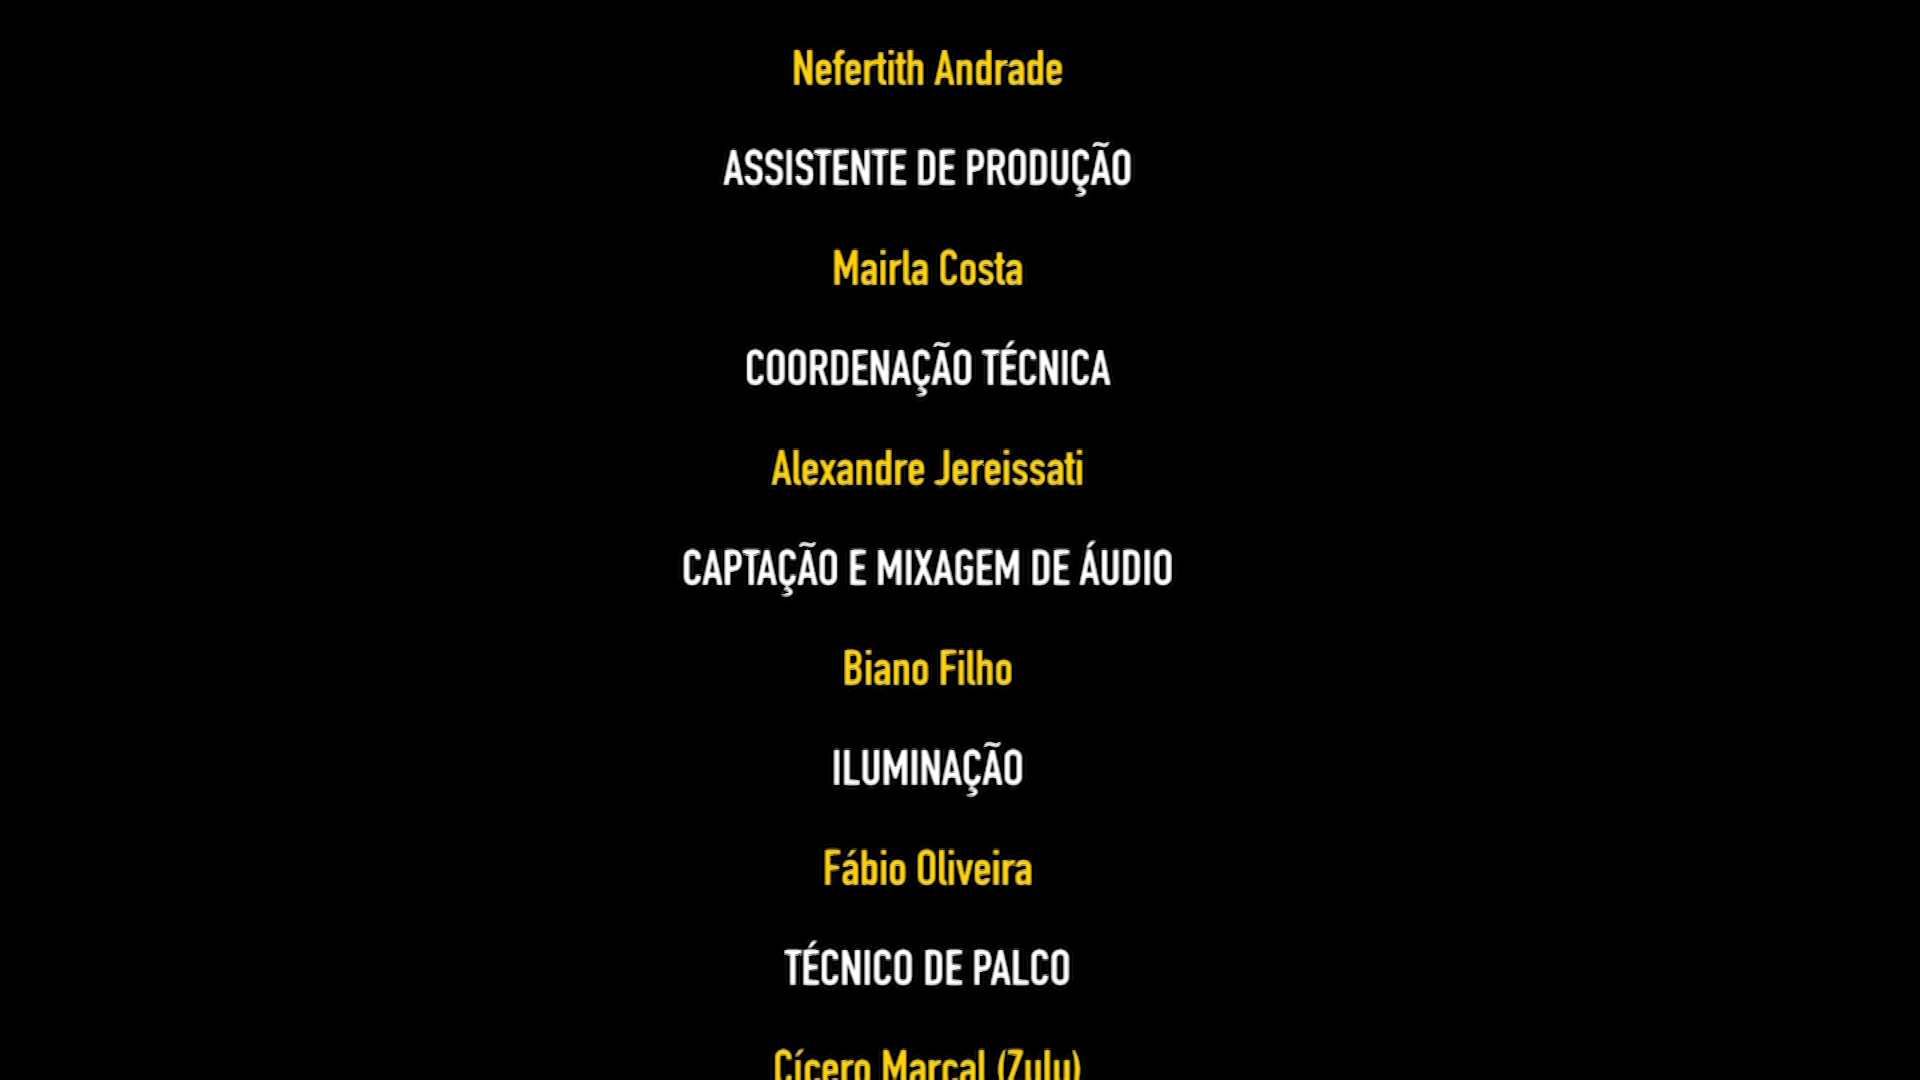 Nefertith Andrade
ASSISTENTE DE PRODUÇÃO
Mairla Costa
COORDENAÇÃO TÉCNICA
Alexandre Jereissati
CAPTAÇÃO E MIXAGEM DE ÁUDIO
Biano Filho
ILUMINAÇÃO
Fábio Oliveira
TÉCNICO DE PALCO
Cícero Marçal (Zulu)